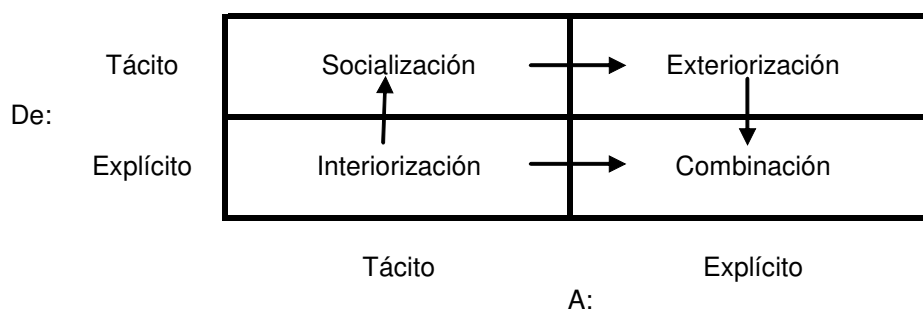 Tácito Socialización Exteriorización
De:
Explícito Interiorización Combinación
Tácito Explícito
A: